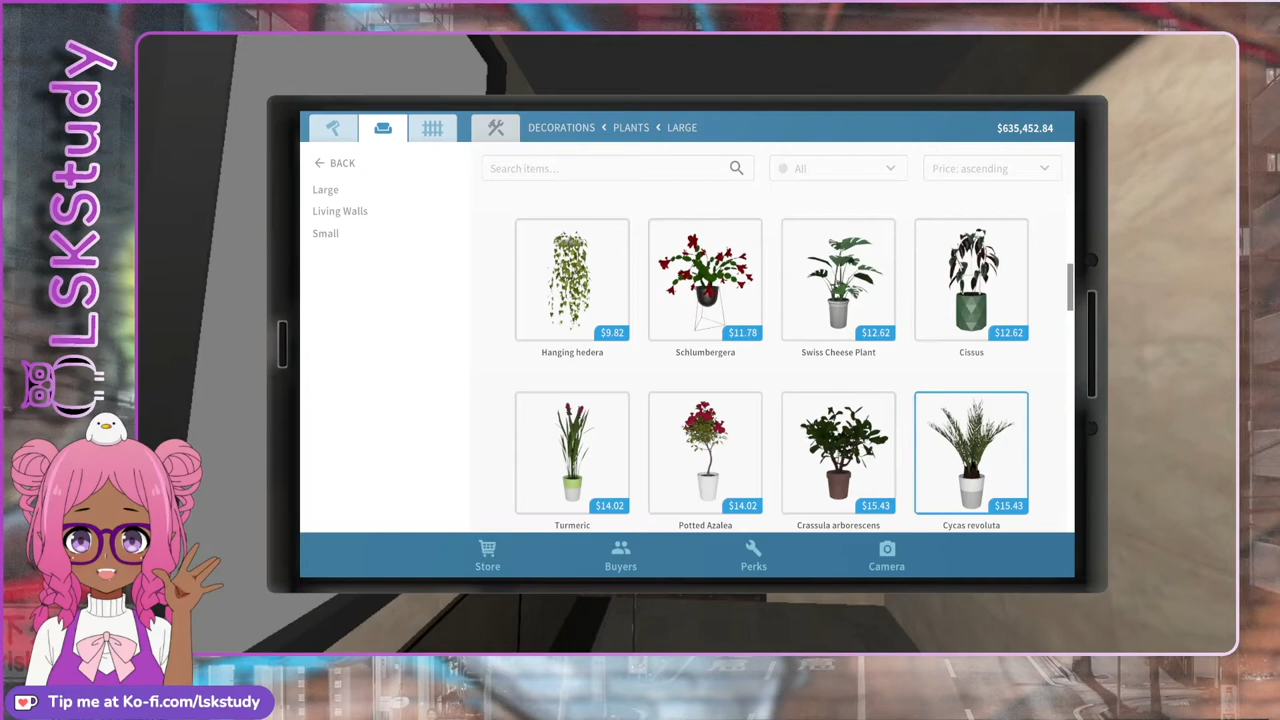 LSKStudy
DECORATIONS < PLANTS < LARGE
$635,452.84
BACK
Large
Living Walls
Small
Search items...
All
Price: ascending
$9.82
$11.78
$12.62
$12.62
Hanging hedera
Schlumbergera
Swiss Cheese Plant
Cissus
$14.02
$14.02
$15.43
$15.43
Turmeric
Potted Azalea
Crassula arborescens
Cycas revoluta
Store
Buyers
Perks
Camera
Tip me at Ko-fi.com/lskstudy